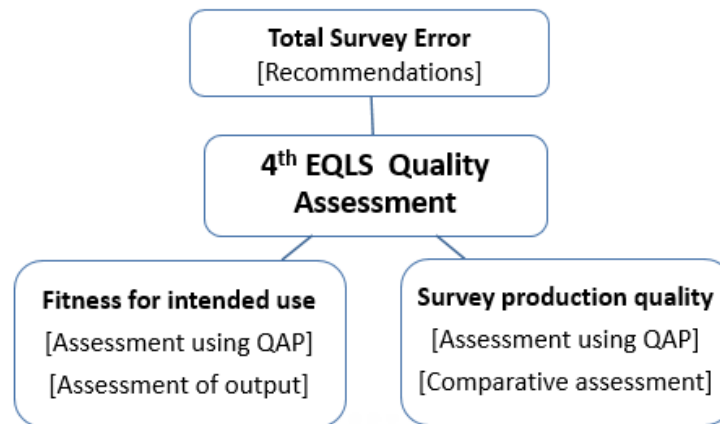 Total Survey Error
[Recommendations]
4th EQLS Quality
Assessment
Fitness for intended use
[Assessment using QAP]
[Assessment of output]
Survey production quality
[Assessment using QAP]
[Comparative assessment]